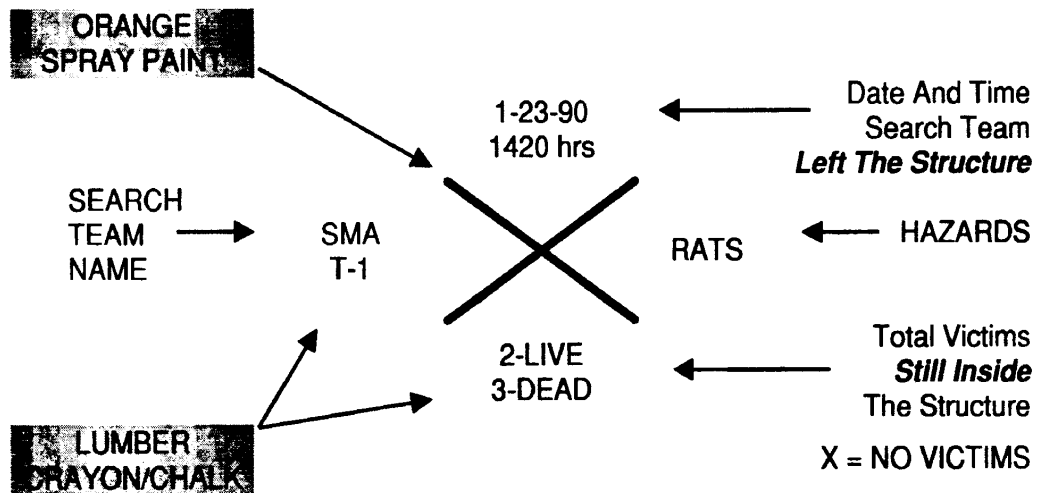 ORANGE
SPRAY PAINT
1-23-90
1420 hrs
Date And Time
Search Team
Left The Structure
SEARCH
TEAM
NAME
SMA
T-1
RATS
HAZARDS
2-LIVE
3-DEAD
Total Victims
Still Inside
The Structure
X = NO VICTIMS
LUMBER
CRAYON/CHALK